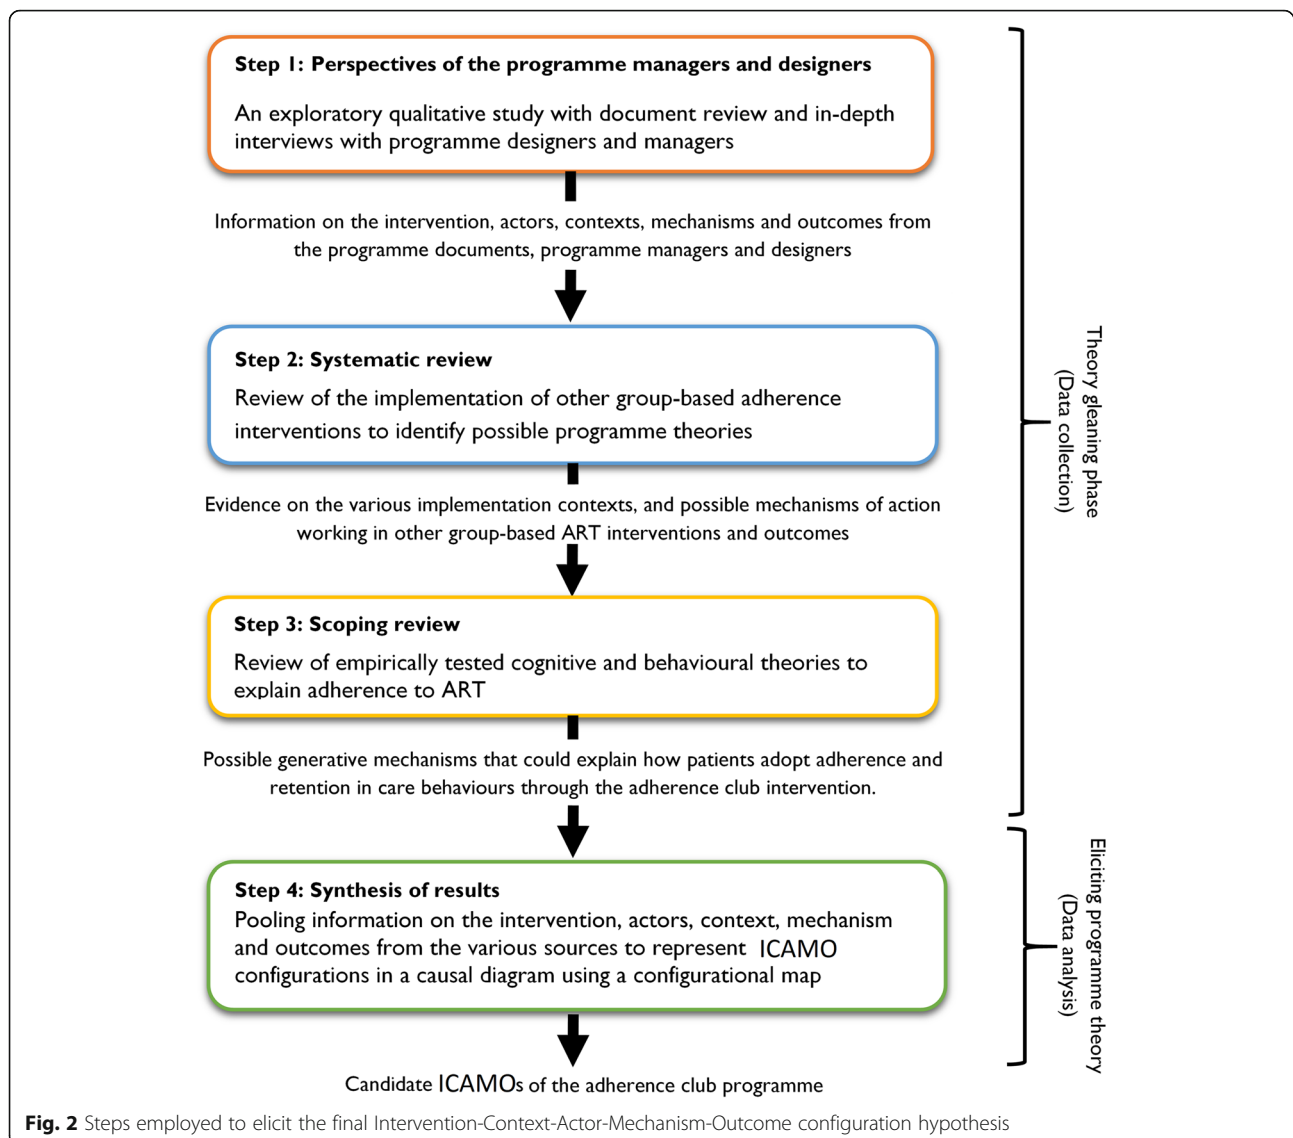 Step 1: Perspectives of the programme managers and designers
An exploratory qualitative study with document review and in-depth
interviews with programme designers and managers
Information on the intervention, actors, contexts, mechanisms and outcomes from
the programme documents, programme managers and designers
Step 2: Systematic review
Review of the implementation of other group-based adherence
interventions to identify possible programme theories
Evidence on the various implementation contexts, and possible mechanisms of action
working in other group-based ART interventions and outcomes
Step 3: Scoping review
Review of empirically tested cognitive and behavioural theories to
explain adherence to ART
Possible generative mechanisms that could explain how patients adopt adherence and
retention in care behaviours through the adherence club intervention.
Theory gleaning phase
(Data collection)
Step 4: Synthesis of results
Pooling information on the intervention, actors, context, mechanism
and outcomes from the various sources to represent ICAMO
configurations in a causal diagram using a configurational map
Eliciting programme theory
(Data analysis)
Candidate ICAMOs of the adherence club programme
Fig. 2 Steps employed to elicit the final Intervention-Context-Actor-Mechanism-Outcome configuration hypothesis